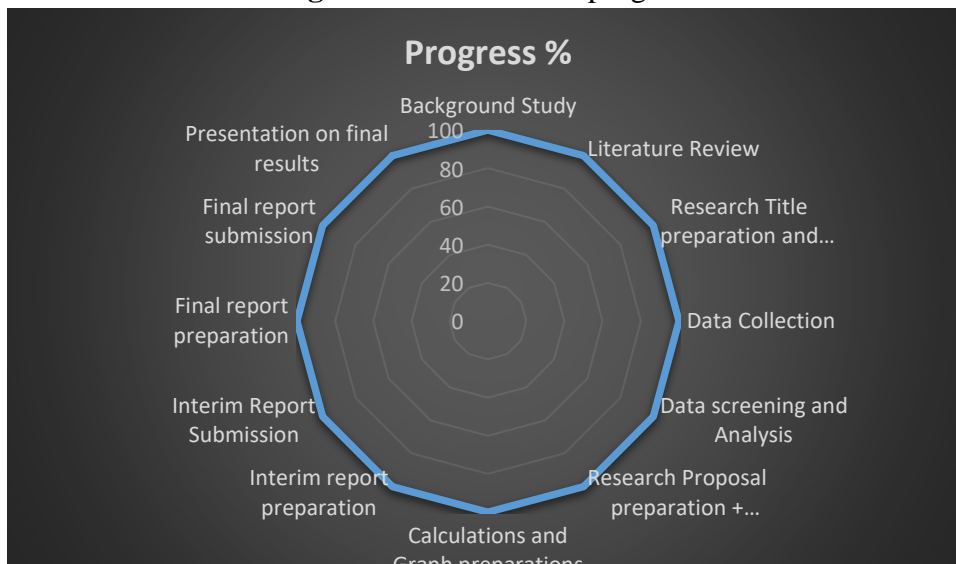 Progress %
Background Study
Literature Review
Research Title
preparation and...
Data Collection
Data screening and
Analysis
Research Proposal
preparation +...
Calculations and
Graph preparations
Interim report
preparation
Interim Report
Submission
Final report
preparation
Final report
submission
Presentation on final
results
100
80
60
40
20
0